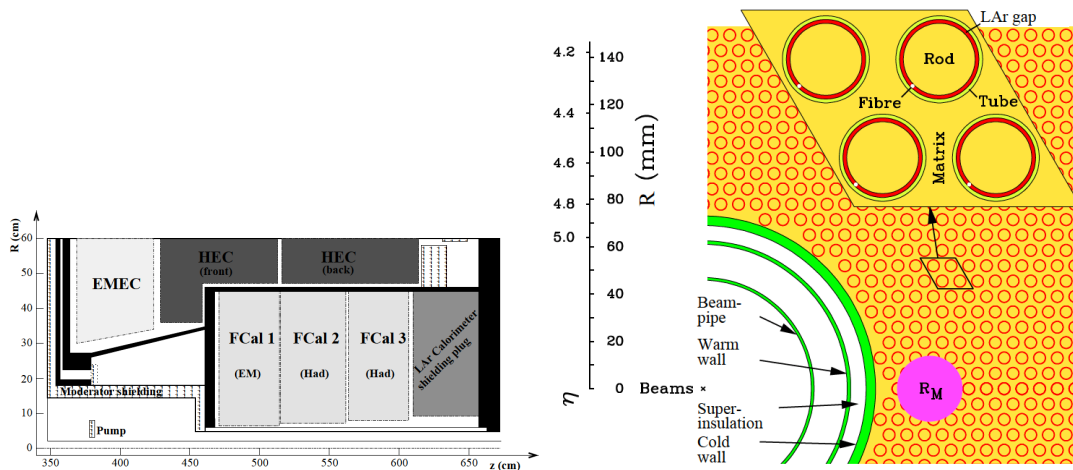 R (cm)
60
50
40
30
20
10
0
350
400
450
500
550
600
650
z (cm)
EMEC
HEC
(front)
HEC
(back)
FCal 1
(EM)
FCal 2
(Had)
FCal 3
(Had)
LAr Calorimeter
shielding plug
Moderator shielding
Pump
4.2
4.4
4.6
4.8
5.0
η
140
120
100
80
60
40
20
0
R (mm)
Beams ×
LAr gap
Rod
Fibre
Tube
Matrix
Beam-
pipe
Warm
wall
Super-
insulation
Cold
wall
R_M